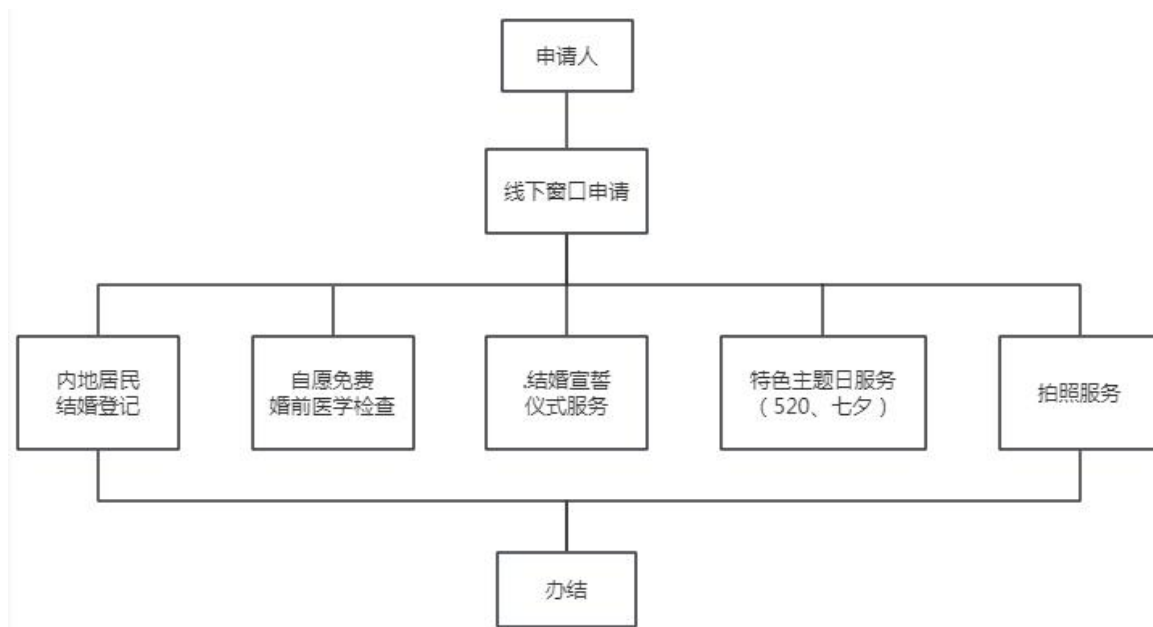 申请人
线下窗口申请
内地居民
结婚登记
自愿免费
婚前医学检查
.结婚宣誓
仪式服务
特色主题日服务
（520、七夕）
拍照服务
办结